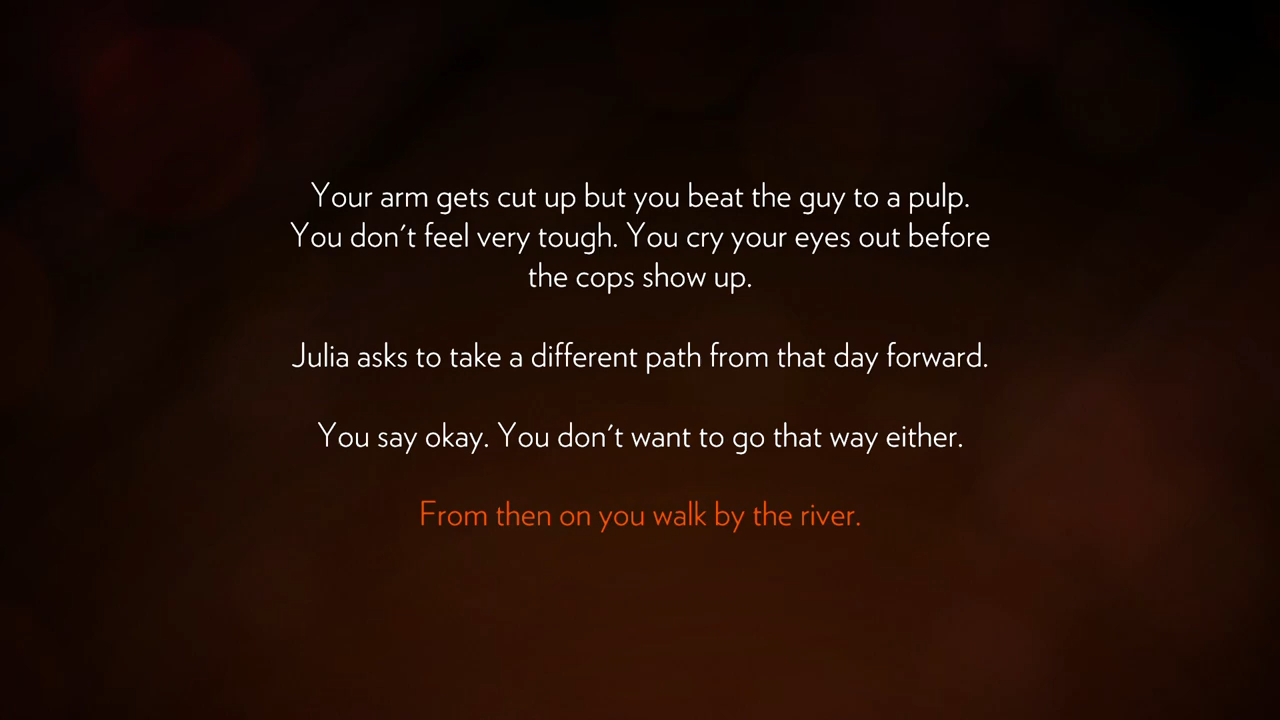 Your arm gets cut up but you beat the guy to a pulp.
You don't feel very tough. You cry your eyes out before
the cops show up.
Julia asks to take a different path from that day forward.
You say okay. You don't want to go that way either.
From then on you walk by the river.